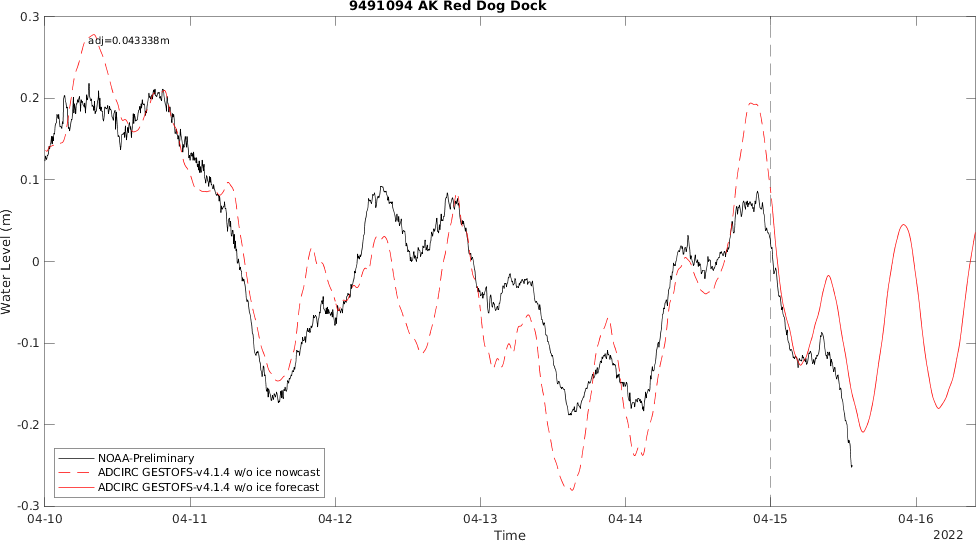 9491094 AK Red Dog Dock
0.3
adj=0.043338m
0.2
0.1
0
-0.1
-0.2
-0.3
Water Level (m)
NOAA-Preliminary
ADCIRC GESTOFS-v4.1.4 w/o ice nowcast
ADCIRC GESTOFS-v4.1.4 w/o ice forecast
04-10 04-11 04-12 04-13 04-14 04-15 04-16
Time
2022